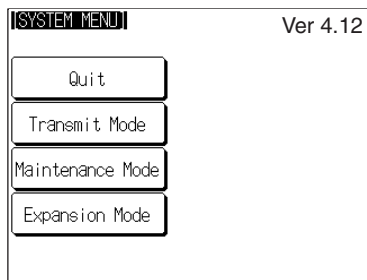 [SYSTEM MENU]
Ver 4.12
Quit
Transmit Mode
Maintenance Mode
Expansion Mode